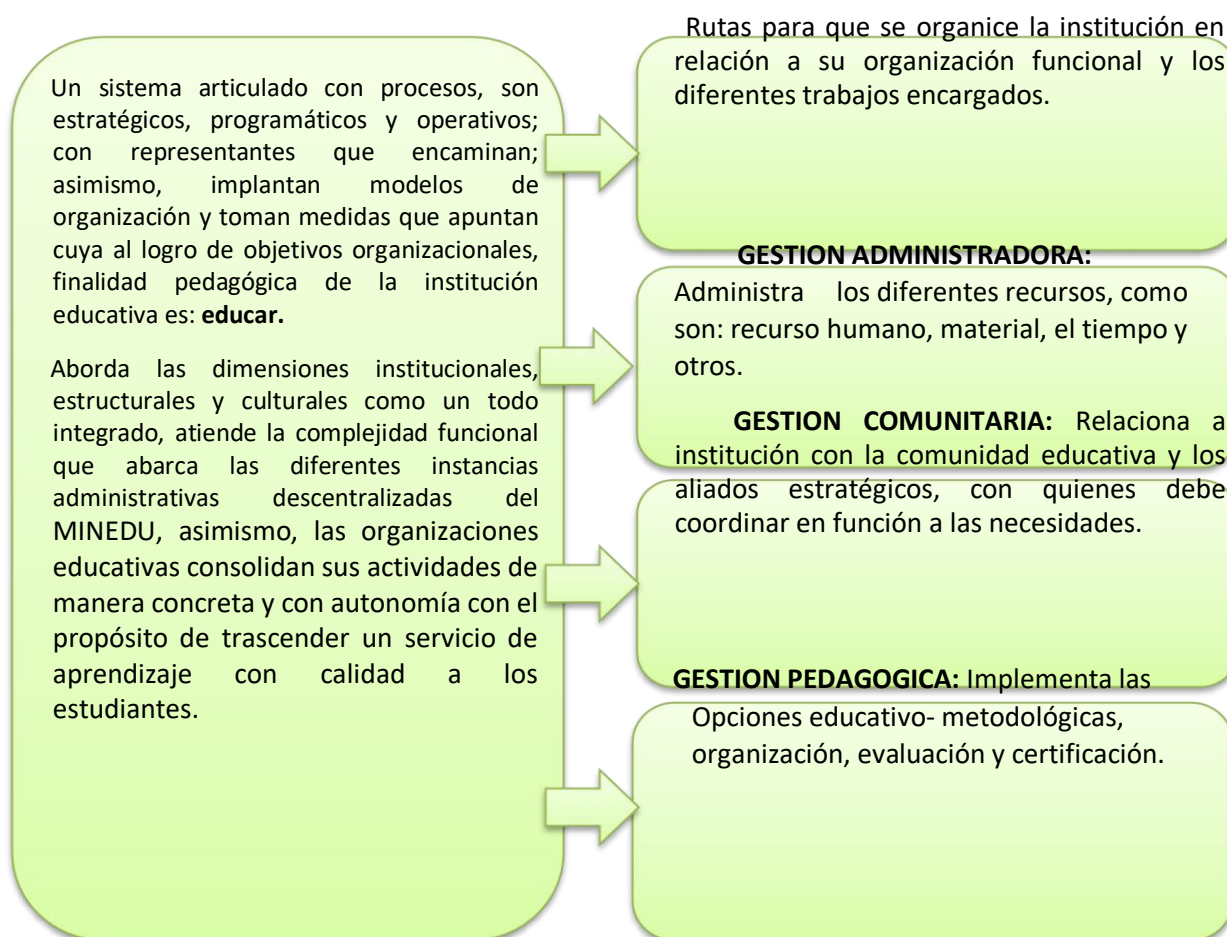 Un sistema articulado con procesos, son
estratégicos, programáticos y operativos;
con representantes que encaminan;
asimismo, implantan modelos de
organización y toman medidas que apuntan
cuya al logro de objetivos organizacionales,
finalidad pedagógica de la institución
educativa es: educar.
Aborda las dimensiones institucionales,
estructurales y culturales como un todo
integrado, atiende la complejidad funcional
que abarca las diferentes instancias
administrativas descentralizadas del
MINEDU, asimismo, las organizaciones
educativas consolidan sus actividades de
manera concreta y con autonomía con el
propósito de trascender un servicio de
aprendizaje con calidad a los
estudiantes.
Rutas para que se organice la institución en
relación a su organización funcional y los
diferentes trabajos encargados.
GESTION ADMINISTRADORA:
Administra los diferentes recursos, como
son: recurso humano, material, el tiempo y
otros.
GESTION COMUNITARIA: Relaciona a
institución con la comunidad educativa y los
aliados estratégicos, con quienes debe
coordinar en función a las necesidades.
GESTION PEDAGOGICA: Implementa las
Opciones educativo- metodológicas,
organización, evaluación y certificación.